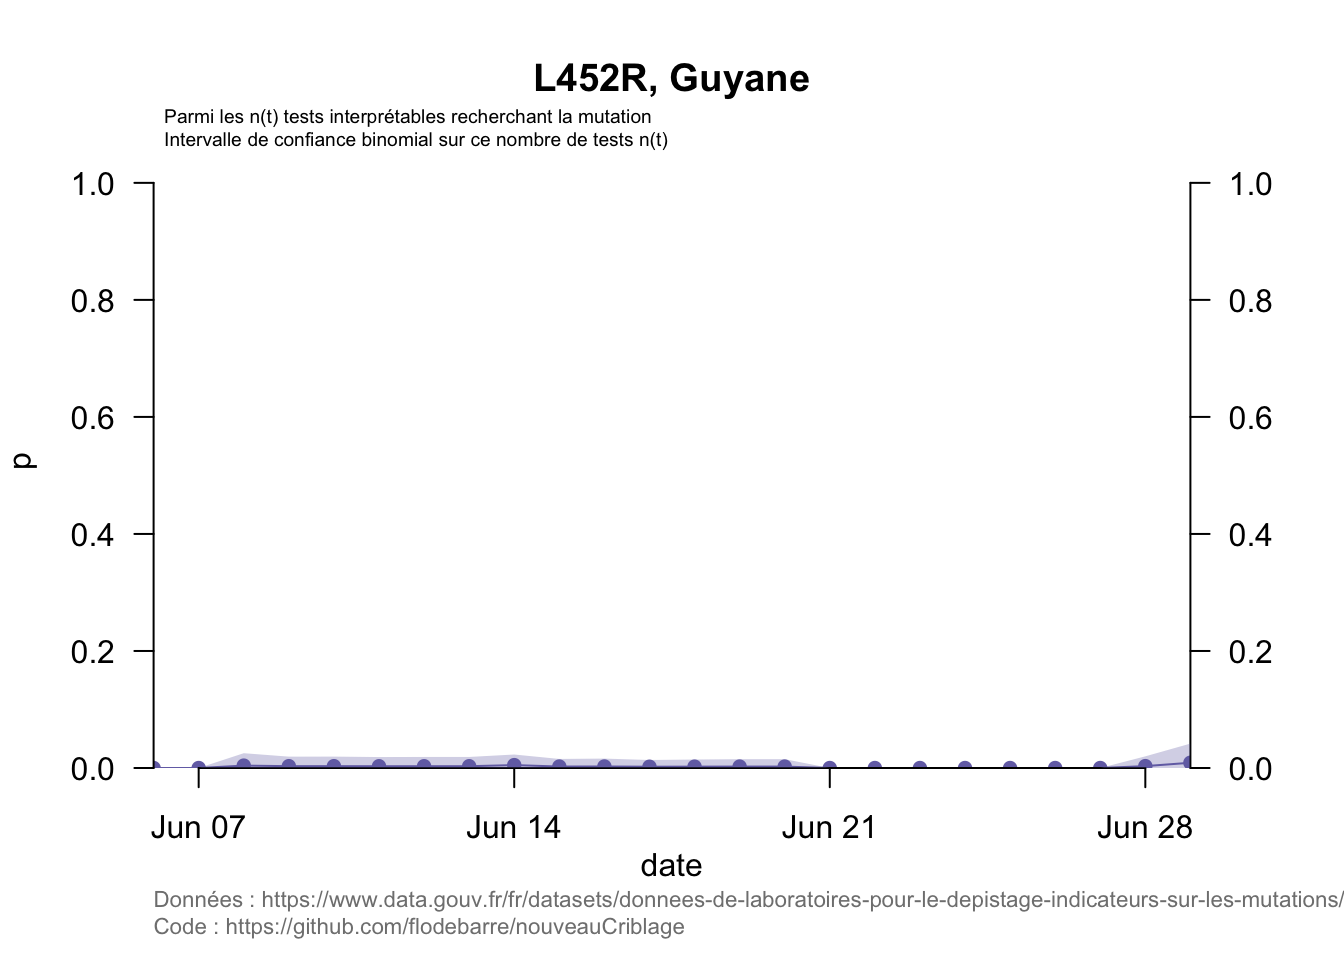 L452R, Guyane
Parmi les n(t) tests interprétables recherchant la mutation
Intervalle de confiance binomial sur ce nombre de tests n(t)
1.0 1.0
0.8 0.8
0.6 0.6
p
0.4 0.4
0.2 0.2
0.0 0.0
Jun 07 Jun 14 Jun 21 Jun 28
date
Données : https://www.data.gouv.fr/fr/datasets/donnees-de-laboratoires-pour-le-depistage-indicateurs-sur-les-mutations/
Code : https://github.com/flodebarre/nouveauCriblage